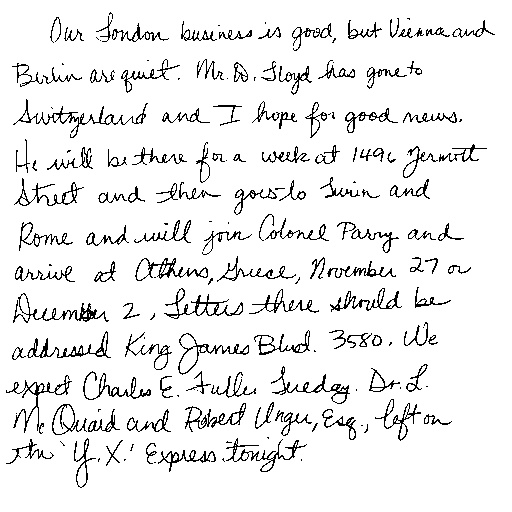 Our London business is good, but Vienna and
Berlin are quiet. Mr. D. Lloyd has gone to
Switzerland and I hope for good news.
He will be there for a week at 1496 Zermott
Street and then goes to Turin and
Rome and will join Colonel Parry and
arrive at Athens, Greece, November 27 or
December 2. Letters there should be
addressed King James Blvd. 3580. We
expect Charles E. Fuller Tuesday. Dr. L.
McQuaid and Robert Unger, Esq., left on
the 'Y.X.' Express tonight.